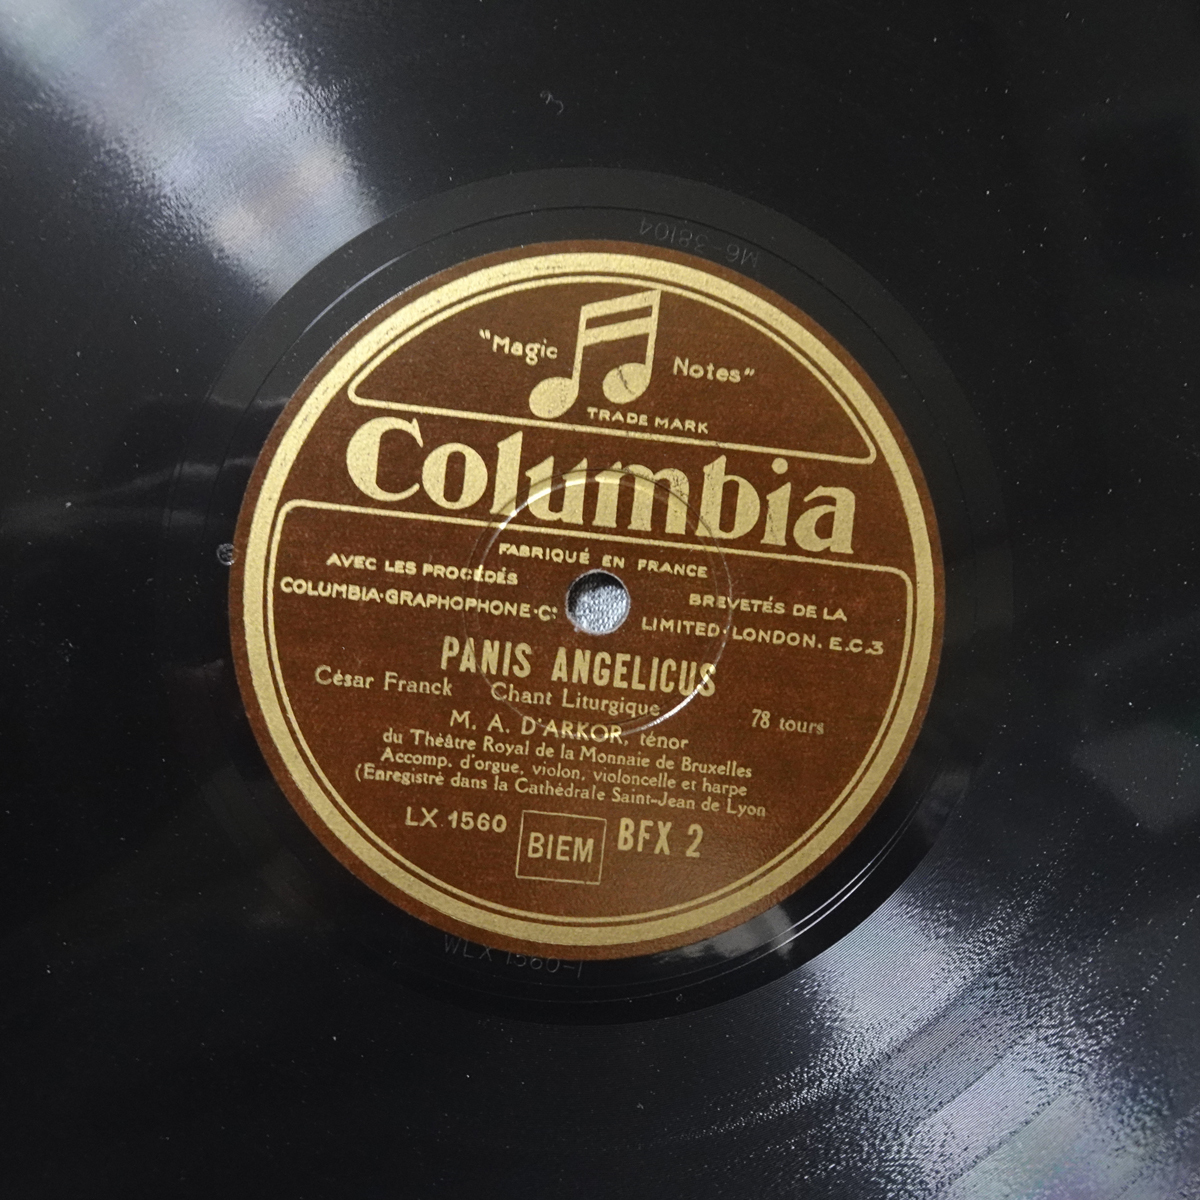 M6-38104
"Magic Notes"
TRADE MARK
Columbia
FABRIQUÉ EN FRANCE
AVEC LES PROCÉDÉS BREVETÉS DE LA
COLUMBIA·GRAPHOPHONE·Cº LIMITED·LONDON. E.C.3
PANIS ANGELICUS
César Franck Chant Liturgique
78 tours
M. A. D'ARKOR, ténor
du Théâtre Royal de la Monnaie de Bruxelles
Accomp. d'orgue, violon, violoncelle et harpe
(Enregistré dans la Cathédrale Saint-Jean de Lyon
LX 1560 BIEM BFX 2
WLX 1560-1